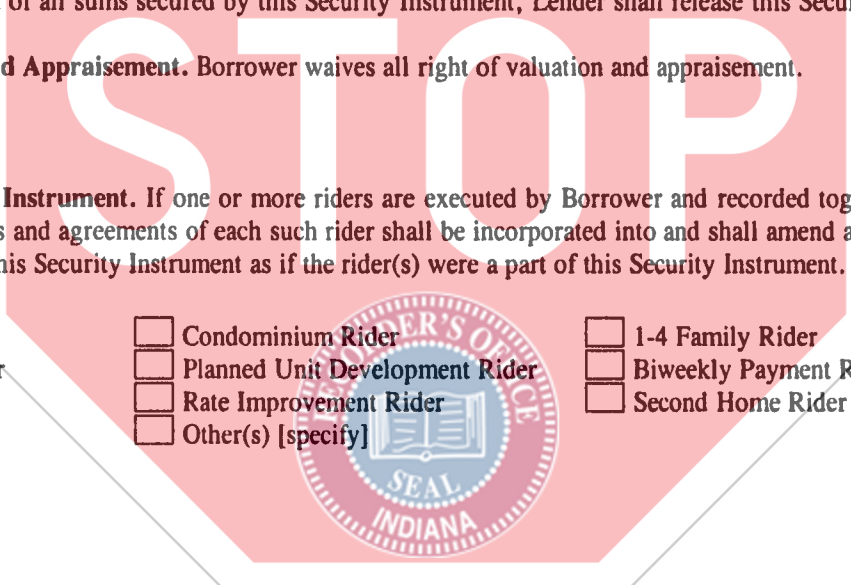 of all sums secured by this Security Instrument, Lender shall release this Secu
d Appraisement. Borrower waives all right of valuation and appraisement.
STOP
Instrument. If one or more riders are executed by Borrower and recorded tog
s and agreements of each such rider shall be incorporated into and shall amend a
his Security Instrument as if the rider(s) were a part of this Security Instrument.
Condominium Rider
1-4 Family Rider
r
Planned Unit Development Rider
Biweekly Payment R
Rate Improvement Rider
Second Home Rider
Other(s) [specify]
RECORDER'S OFFICE
SEAL
INDIANA